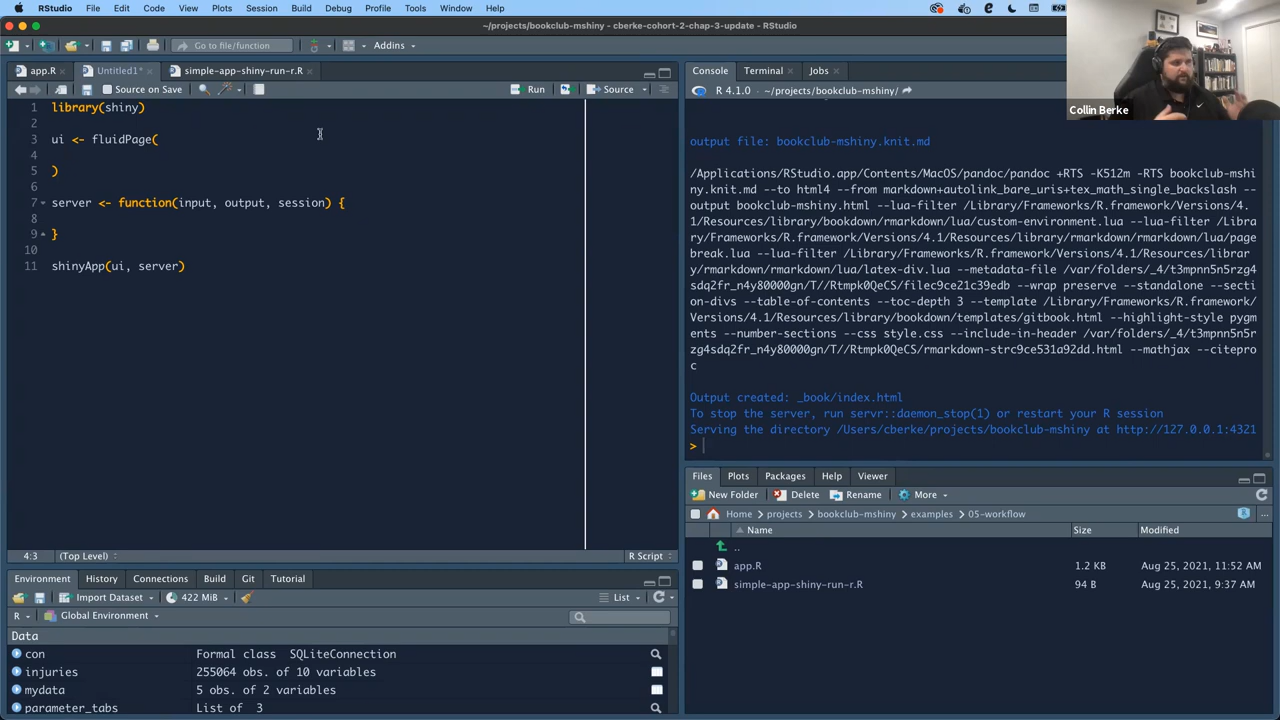 RStudio File Edit Code View Plots Session Build Debug Profile Tools Window Help
~/projects/bookclub-mshiny - cberke-cohort-2-chap-3-update - RStudio
Go to file/function Addins
app.R Untitled1* simple-app-shiny-run-r.R
Source on Save Run Source
1 library(shiny)
2
3 ui <- fluidPage(
4
5 )
6
7 server <- function(input, output, session) {
8
9 }
10
11 shinyApp(ui, server)
4:3 (Top Level) R Script
Environment History Connections Build Git Tutorial
Import Dataset 422 MiB List
R Global Environment
Data
con Formal class SQLiteConnection
injuries 255064 obs. of 10 variables
mydata 5 obs. of 2 variables
parameter_tabs List of 3
Console Terminal Jobs
R 4.1.0 · ~/projects/bookclub-mshiny/
output file: bookclub-mshiny.knit.md
/Applications/RStudio.app/Contents/MacOS/pandoc/pandoc +RTS -K512m -RTS bookclub-mshi
ny.knit.md --to html4 --from markdown+autolink_bare_uris+tex_math_single_backslash --
output bookclub-mshiny.html --lua-filter /Library/Frameworks/R.framework/Versions/4.
1/Resources/library/bookdown/rmarkdown/lua/custom-environment.lua --lua-filter /Libra
ry/Frameworks/R.framework/Versions/4.1/Resources/library/rmarkdown/rmarkdown/lua/page
break.lua --lua-filter /Library/Frameworks/R.framework/Versions/4.1/Resources/library
/rmarkdown/rmarkdown/lua/latex-div.lua --metadata-file /var/folders/_4/t3mpnn5n5rzg4
sdq2fr_n4y80000gn/T//Rtmpk0QeCS/filec9ce21c39edb --wrap preserve --standalone --secti
on-divs --table-of-contents --toc-depth 3 --template /Library/Frameworks/R.framework/
Versions/4.1/Resources/library/bookdown/templates/gitbook.html --highlight-style pygm
ents --number-sections --css style.css --include-in-header /var/folders/_4/t3mpnn5n5r
zg4sdq2fr_n4y80000gn/T//Rtmpk0QeCS/rmarkdown-strc9ce531a92dd.html --mathjax --citepro
c
Output created: _book/index.html
To stop the server, run servr::daemon_stop(1) or restart your R session
Serving the directory /Users/cberke/projects/bookclub-mshiny at http://127.0.0.1:4321
>
Files Plots Packages Help Viewer
New Folder Delete Rename More
Home projects bookclub-mshiny examples 05-workflow
Name Size Modified
..
app.R 1.2 KB Aug 25, 2021, 11:52 AM
simple-app-shiny-run-r.R 94 B Aug 25, 2021, 9:37 AM
Collin Berke